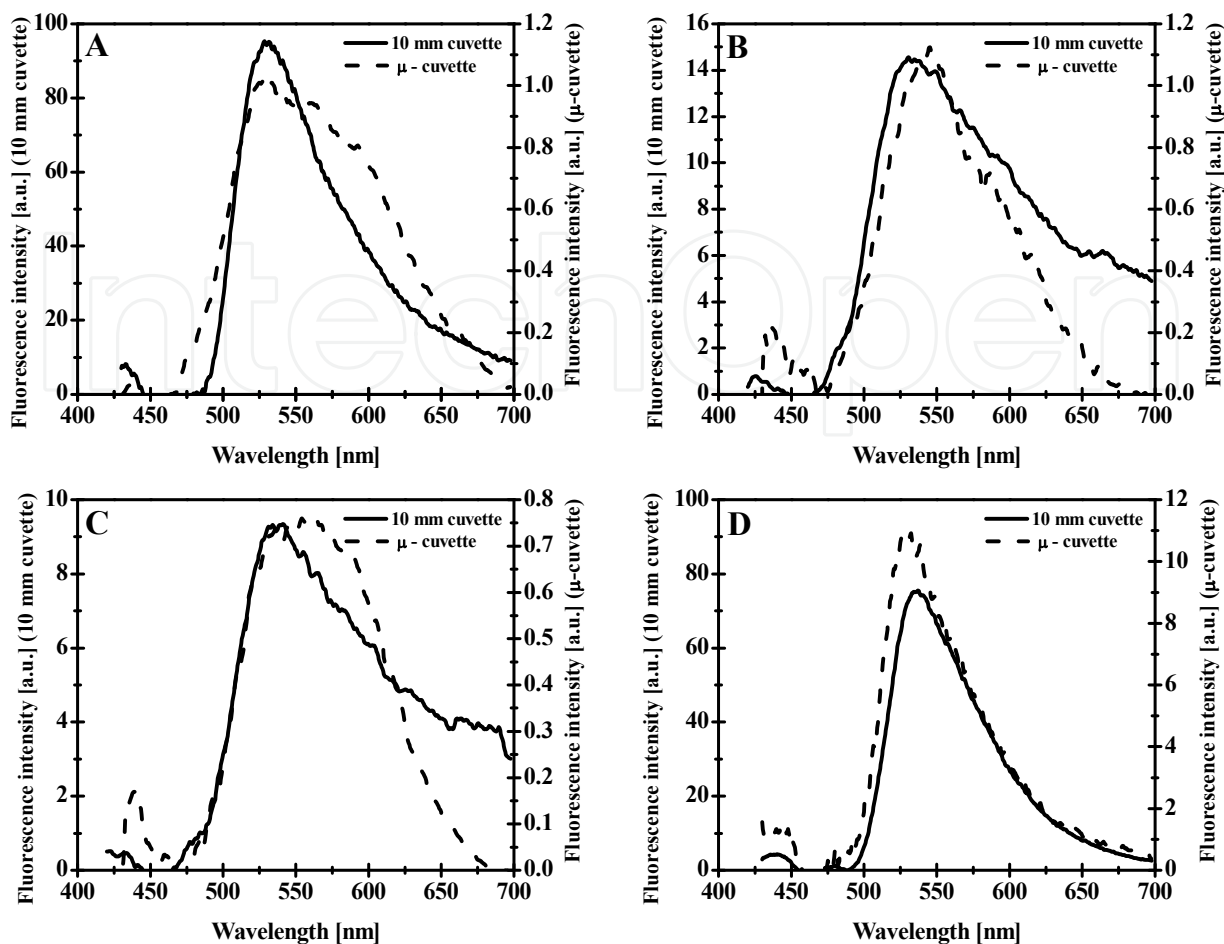 A
10 mm cuvette
μ - cuvette
Fluorescence intensity [a.u.] (10 mm cuvette)
100
80
60
40
20
0
Fluorescence intensity [a.u.] (μ-cuvette)
1.2
1.0
0.8
0.6
0.4
0.2
0.0
400 450 500 550 600 650 700
Wavelength [nm]
B
10 mm cuvette
μ - cuvette
Fluorescence intensity [a.u.] (10 mm cuvette)
16
14
12
10
8
6
4
2
0
Fluorescence intensity [a.u.] (μ-cuvette)
1.2
1.0
0.8
0.6
0.4
0.2
0.0
400 450 500 550 600 650 700
Wavelength [nm]
IntechOpen
C
10 mm cuvette
μ - cuvette
Fluorescence intensity [a.u.] (10 mm cuvette)
10
8
6
4
2
0
Fluorescence intensity [a.u.] (μ-cuvette)
0.8
0.7
0.6
0.5
0.4
0.3
0.2
0.1
0.0
400 450 500 550 600 650 700
Wavelength [nm]
D
10 mm cuvette
μ - cuvette
Fluorescence intensity [a.u.] (10 mm cuvette)
100
80
60
40
20
0
Fluorescence intensity [a.u.] (μ-cuvette)
12
10
8
6
4
2
0
400 450 500 550 600 650 700
Wavelength [nm]